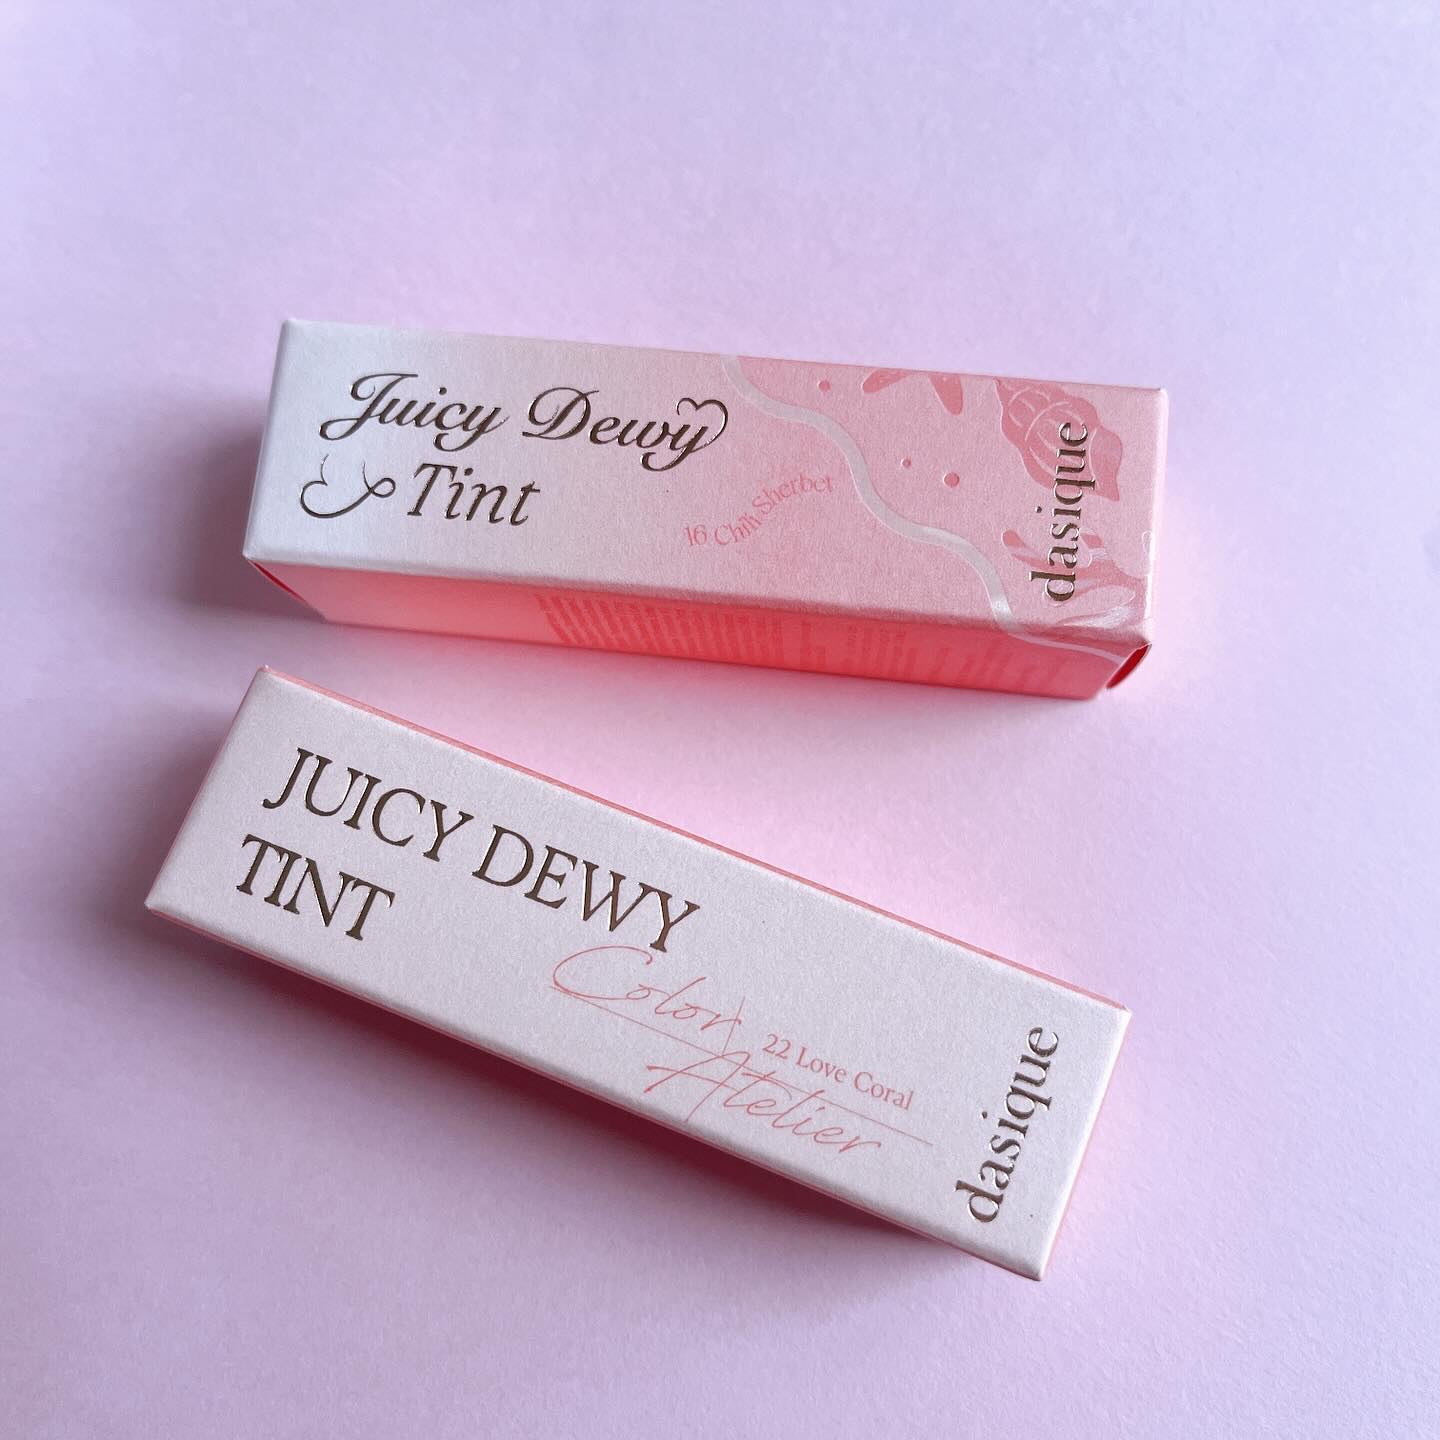 Juicy Dewy
Tint
16 Chili Sherbet
dasique
JUICY DEWY
TINT
Color
Atelier
22 Love Coral
dasique